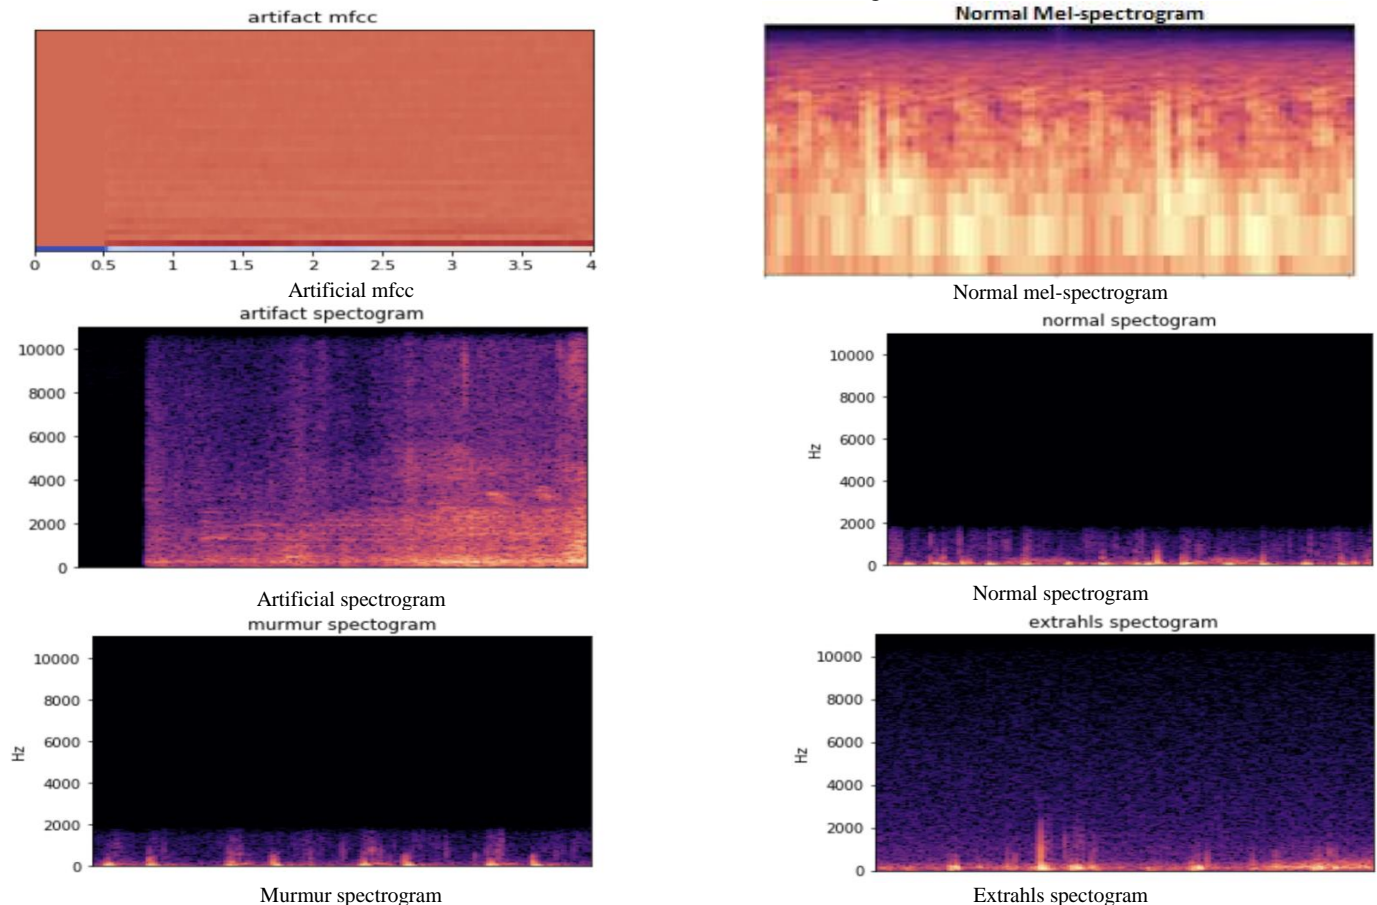 artifact mfcc
0 0.5 1 1.5 2 2.5 3 3.5 4
Artificial mfcc
Normal Mel-spectrogram
Normal mel-spectrogram
artifact spectogram
10000
8000
6000
4000
2000
0
Artificial spectrogram
normal spectogram
10000
8000
6000
4000
2000
0
Hz
Normal spectrogram
murmur spectogram
10000
8000
6000
4000
2000
0
Hz
Murmur spectrogram
extrahls spectogram
10000
8000
6000
4000
2000
0
Hz
Extrahls spectogram